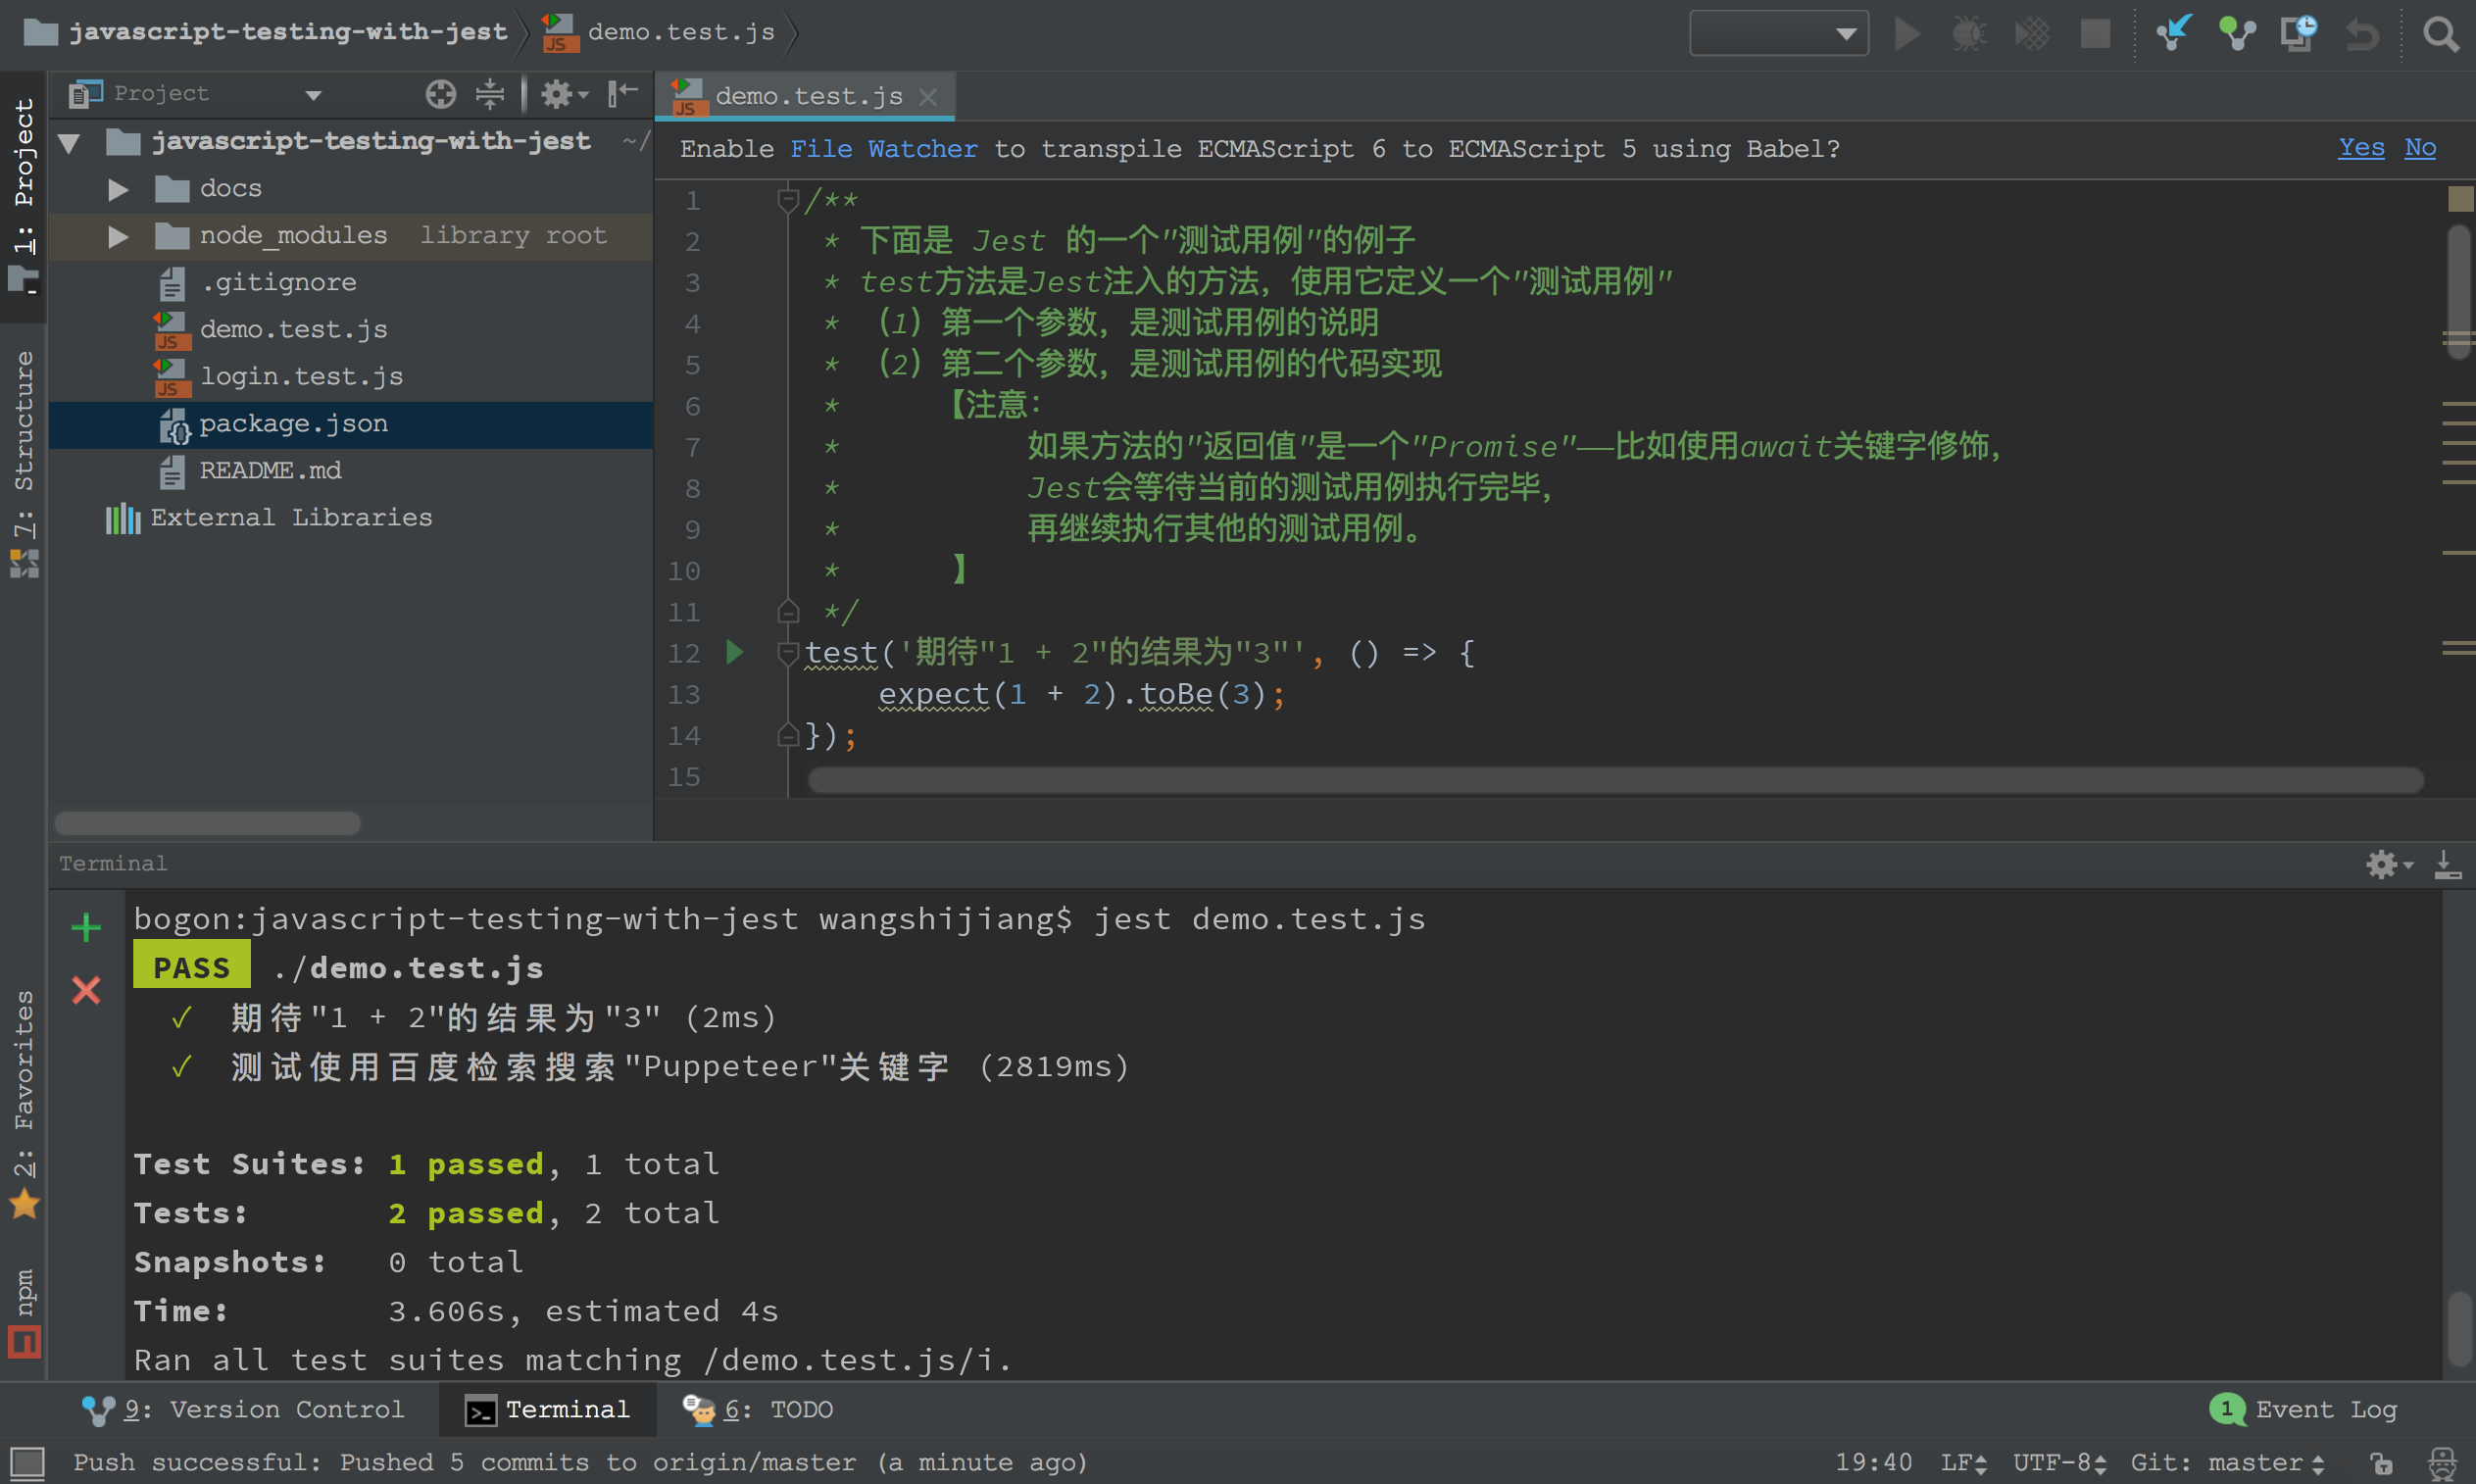 javascript-testing-with-jest demo.test.js
Project
demo.test.js
javascript-testing-with-jest ~/
docs
node_modules library root
.gitignore
demo.test.js
login.test.js
package.json
README.md
External Libraries
1: Project
7: Structure
2: Favorites
npm
Enable File Watcher to transpile ECMAScript 6 to ECMAScript 5 using Babel? Yes No
1 /**
2 * 下面是 Jest 的一个"测试用例"的例子
3 * test方法是Jest注入的方法，使用它定义一个"测试用例"
4 * （1）第一个参数，是测试用例的说明
5 * （2）第二个参数，是测试用例的代码实现
6 * 【注意：
7 * 如果方法的"返回值"是一个"Promise"——比如使用await关键字修饰，
8 * Jest会等待当前的测试用例执行完毕，
9 * 再继续执行其他的测试用例。
10 * 】
11 */
12 test('期待"1 + 2"的结果为"3"', () => {
13 expect(1 + 2).toBe(3);
14 });
15
Terminal
bogon:javascript-testing-with-jest wangshijiang$ jest demo.test.js
PASS ./demo.test.js
✓ 期待"1 + 2"的结果为"3" (2ms)
✓ 测试使用百度检索搜索"Puppeteer"关键字 (2819ms)
Test Suites: 1 passed, 1 total
Tests: 2 passed, 2 total
Snapshots: 0 total
Time: 3.606s, estimated 4s
Ran all test suites matching /demo.test.js/i.
9: Version Control Terminal 6: TODO 1 Event Log
Push successful: Pushed 5 commits to origin/master (a minute ago) 19:40 LF UTF-8 Git: master